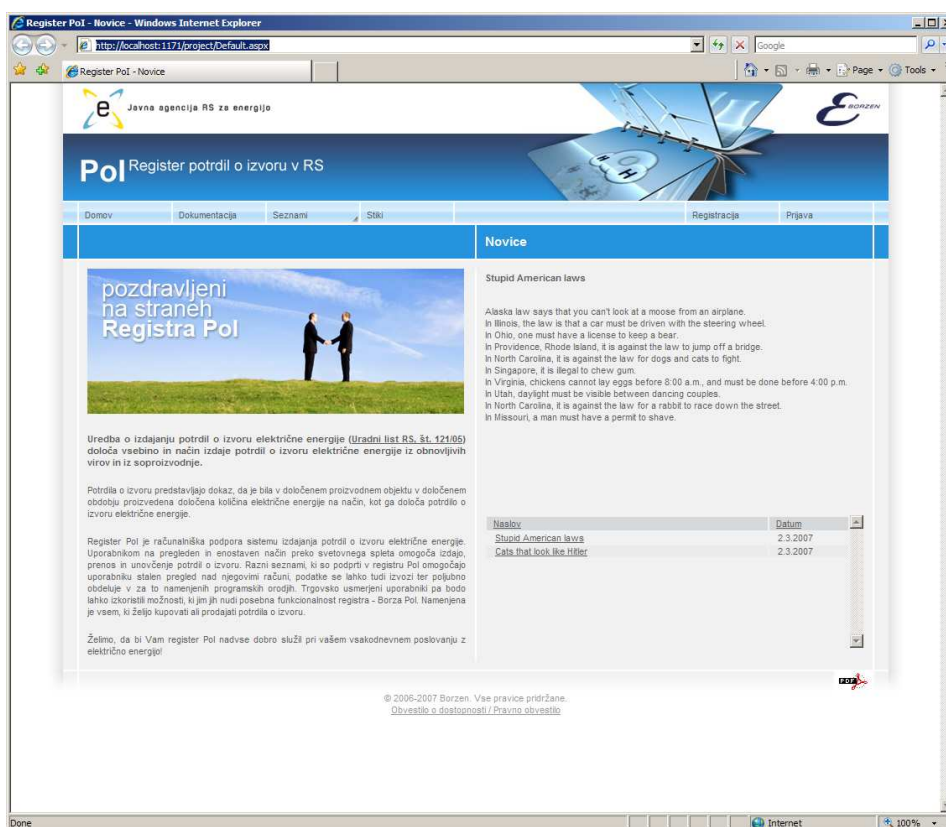 Register PoI - Novice - Windows Internet Explorer
http://localhost:1171/project/Default.aspx
Google
Register PoI - Novice
Page
Tools
e
Javna agencija RS za energijo
BORZEN
PoI Register potrdil o izvoru v RS
Domov Dokumentacija Seznami Stiki Registracija Prijava
Novice
pozdravljeni
na straneh
Registra PoI
Uredba o izdajanju potrdil o izvoru električne energije (Uradni list RS, št. 121/05)
določa vsebino in način izdaje potrdil o izvoru električne energije iz obnovljivih
virov in iz soproizvodnje.
Potrdila o izvoru predstavljajo dokaz, da je bila v določenem proizvodnem objektu v določenem
obdobju proizvedena določena količina električne energije na način, kot ga določa potrdilo o
izvoru električne energije.
Register PoI je računalniška podpora sistemu izdajanja potrdil o izvoru električne energije.
Uporabnikom na pregleden in enostaven način preko svetovnega spleta omogoča izdajo,
prenos in unovčenje potrdil o izvoru. Razni seznami, ki so podprti v registru PoI omogočajo
uporabniku stalen pregled nad njegovimi računi, podatke se lahko tudi izvozi ter poljubno
obdeluje v za to namenjenih programskih orodjih. Trgovsko usmerjeni uporabniki pa bodo
lahko izkoristili možnosti, ki jim jih nudi posebna funkcionalnost registra - Borza PoI. Namenjena
je vsem, ki želijo kupovati ali prodajati potrdila o izvoru.
Želimo, da bi Vam register PoI nadvse dobro služil pri vašem vsakodnevnem poslovanju z
električno energijo!
Stupid American laws
Alaska law says that you can't look at a moose from an airplane.
In Illinois, the law is that a car must be driven with the steering wheel.
In Ohio, one must have a license to keep a bear.
In Providence, Rhode Island, it is against the law to jump off a bridge.
In North Carolina, it is against the law for dogs and cats to fight.
In Singapore, it is illegal to chew gum.
In Virginia, chickens cannot lay eggs before 8:00 a.m., and must be done before 4:00 p.m.
In Utah, daylight must be visible between dancing couples.
In North Carolina, it is against the law for a rabbit to race down the street.
In Missouri, a man must have a permit to shave.
Naslov Datum
Stupid American laws 2.3.2007
Cats that look like Hitler 2.3.2007
PDF
© 2006-2007 Borzen. Vse pravice pridržane.
Obvestilo o dostopnosti / Pravno obvestilo
Done Internet 100%